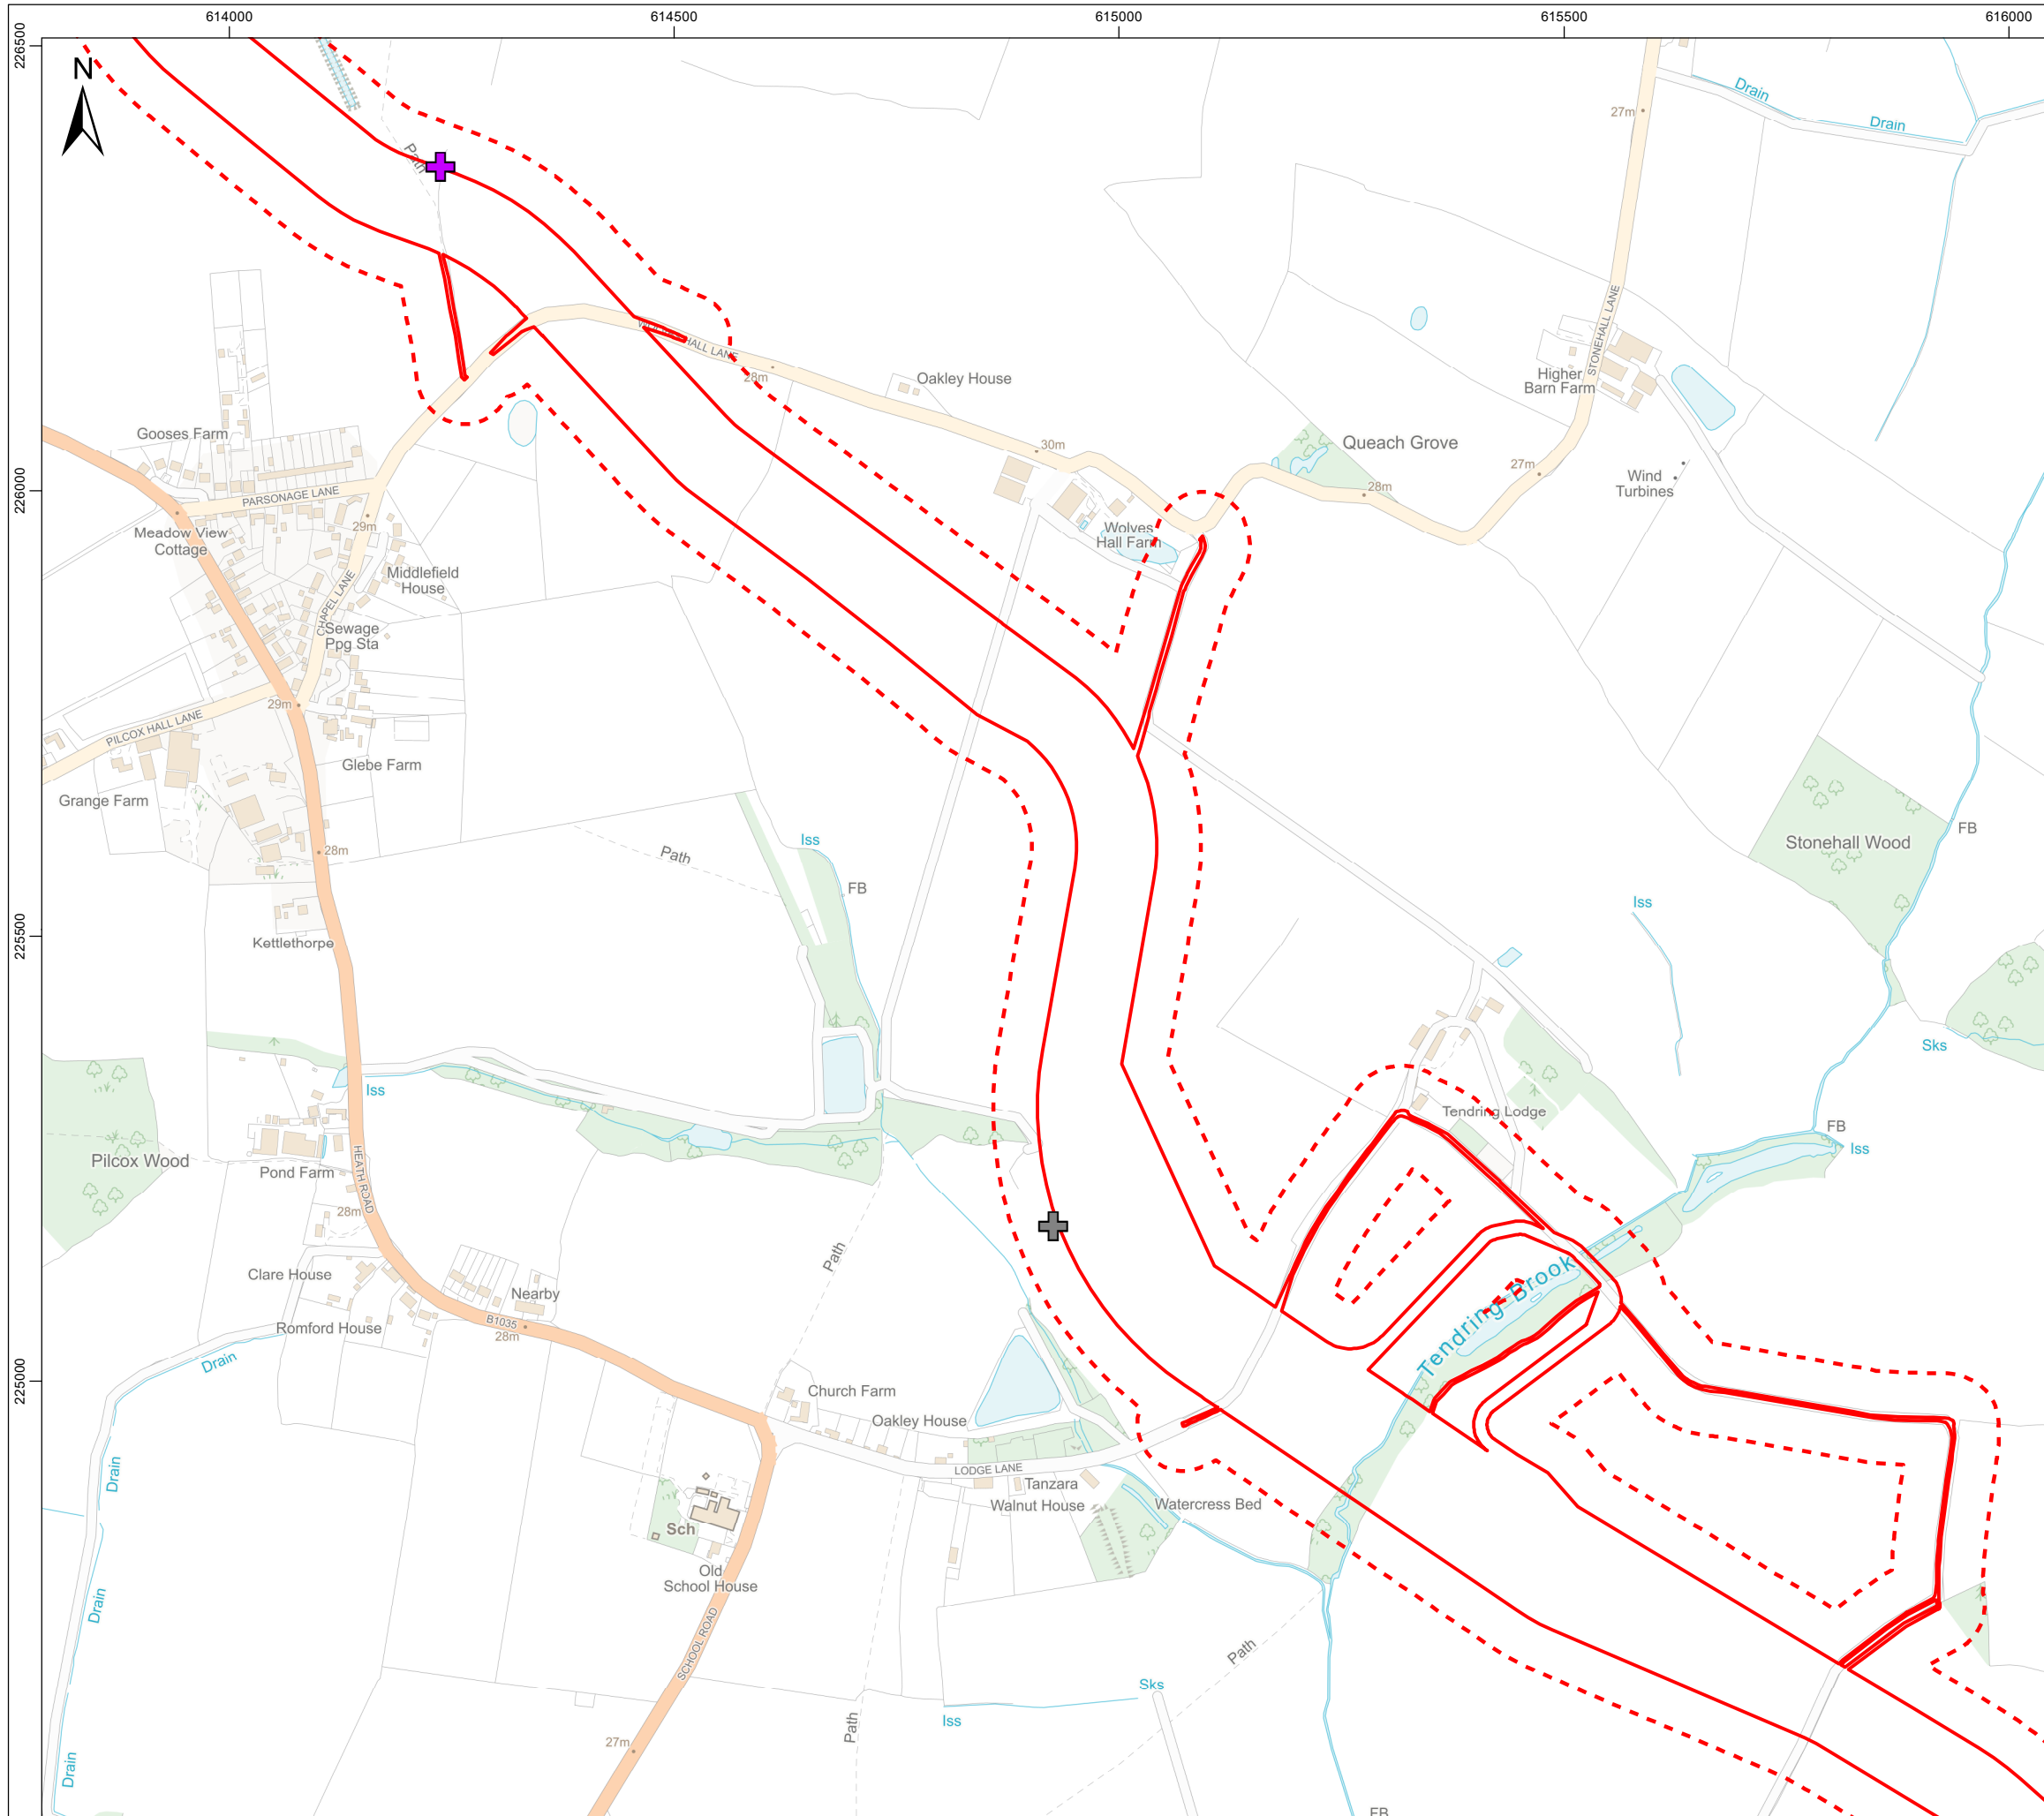 614000
614500
615000
615500
616000
226500
N
Drain
Drain
27m
Path
HALL LANE
28m
Oakley House
STONEHALL LANE
Higher
Barn Farm
Gooses Farm
30m
Queach Grove
27m
28m
Wind
Turbines
226000
PARSONAGE LANE
29m
Meadow View
Cottage
Wolves
Hall Farm
Middlefield
House
CHAPEL LANE
Sewage
Ppg Sta
29m
PILCOX HALL LANE
Glebe Farm
Grange Farm
28m
Path
Iss
FB
FB
Stonehall Wood
Iss
225500
Kettlethorpe
Sks
Iss
Tendring Lodge
FB
Iss
Pilcox Wood
Pond Farm
HEATH ROAD
28m
Path
Clare House
Nearby
Romford House
B1035
28m
Drain
Tendring Brook
225000
Church Farm
Oakley House
LODGE LANE
Tanzara
Walnut House
Watercress Bed
Drain
Sch
Old
School House
Drain
SCHOOL ROAD
Path
Sks
Iss
Path
27m
Drain
FB